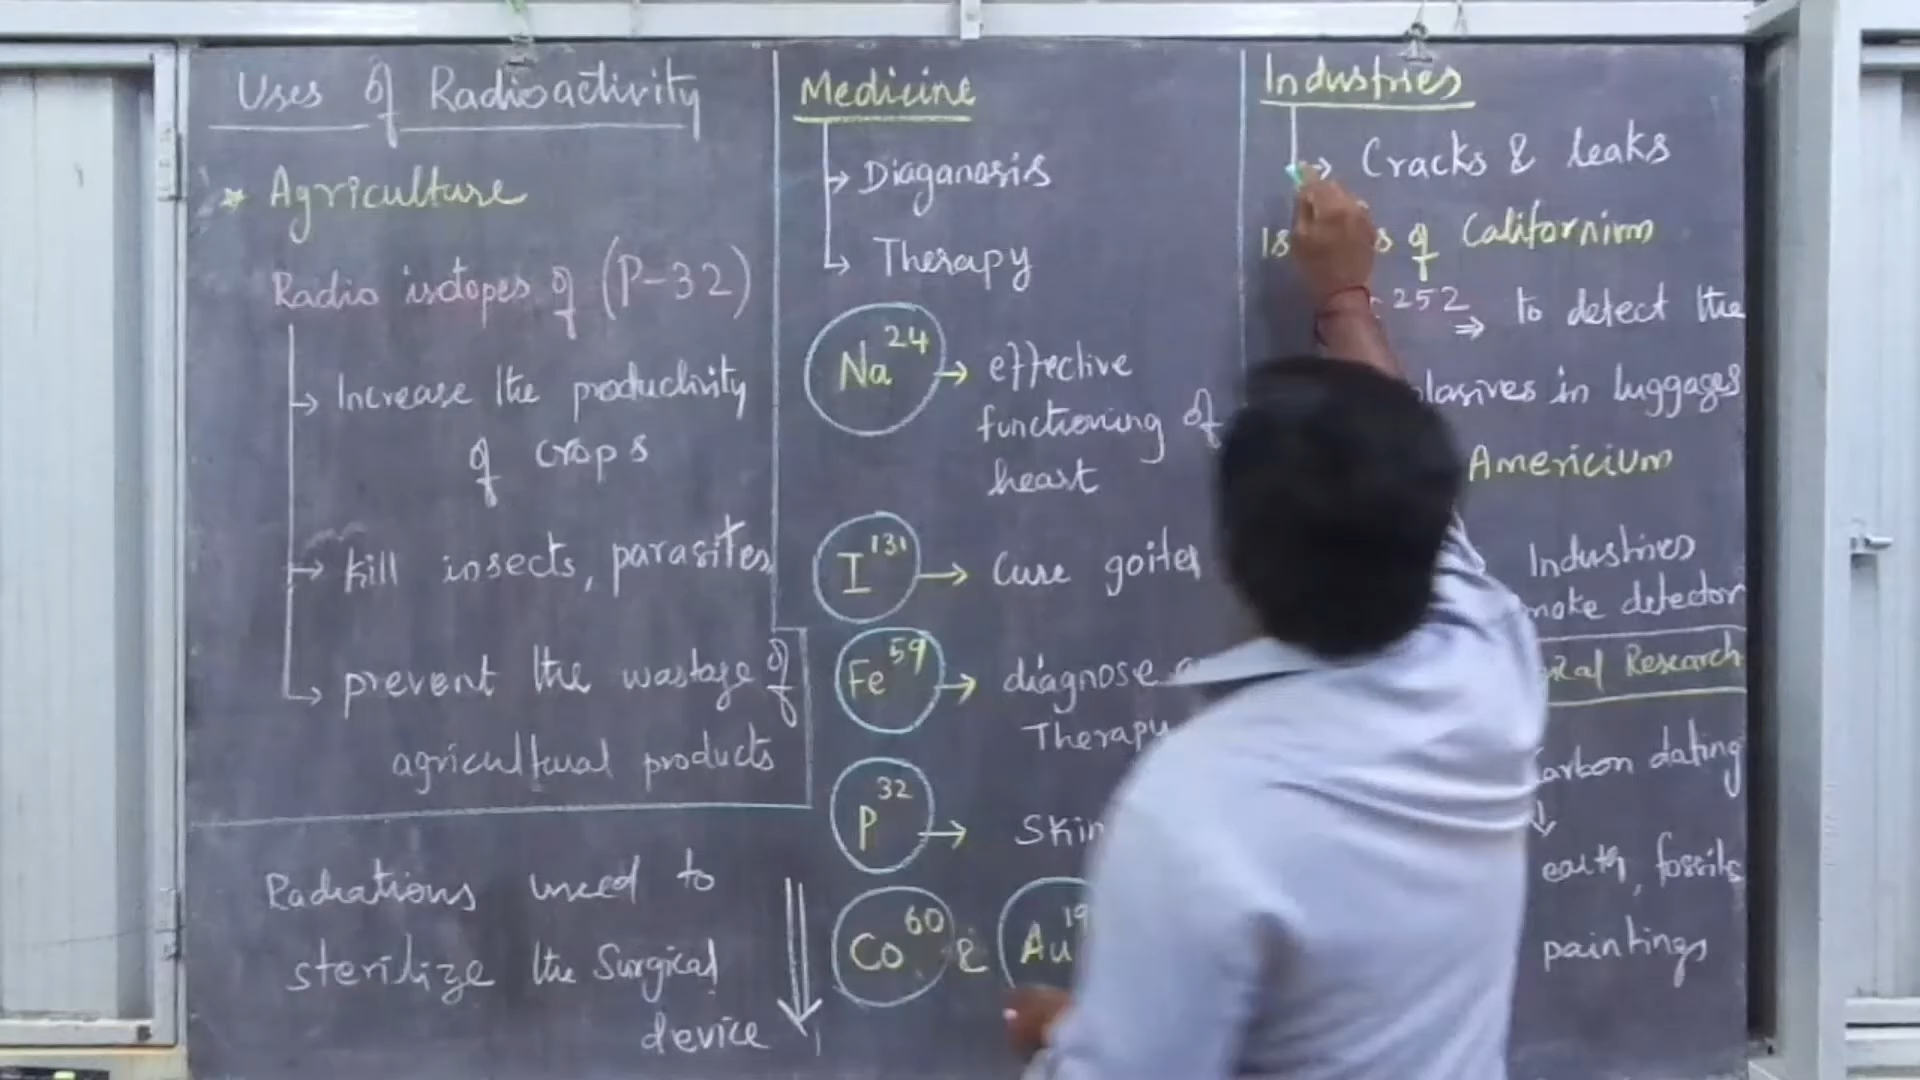 Uses of Radioactivity
* Agriculture
Radio isotopes of (P-32)
→ Increase the productivity
of crops
→ kill insects, parasites
→ prevent the wastage of
agricultural products
Radiations used to
sterilize the Surgical
device
Medicine
→ Diaganosis
→ Therapy
Na 24 → effective
functioning of
heart
I 131 → Cure goiter
Fe 59 → diagnose
Therapy
P 32 → Skin
Co 60 & Au
Industries
→ Cracks & leaks
of Californium
252 ⇒ to detect the
in luggages
Americium
Industries
detector
Research
dating
↓
earth, fossils
paintings